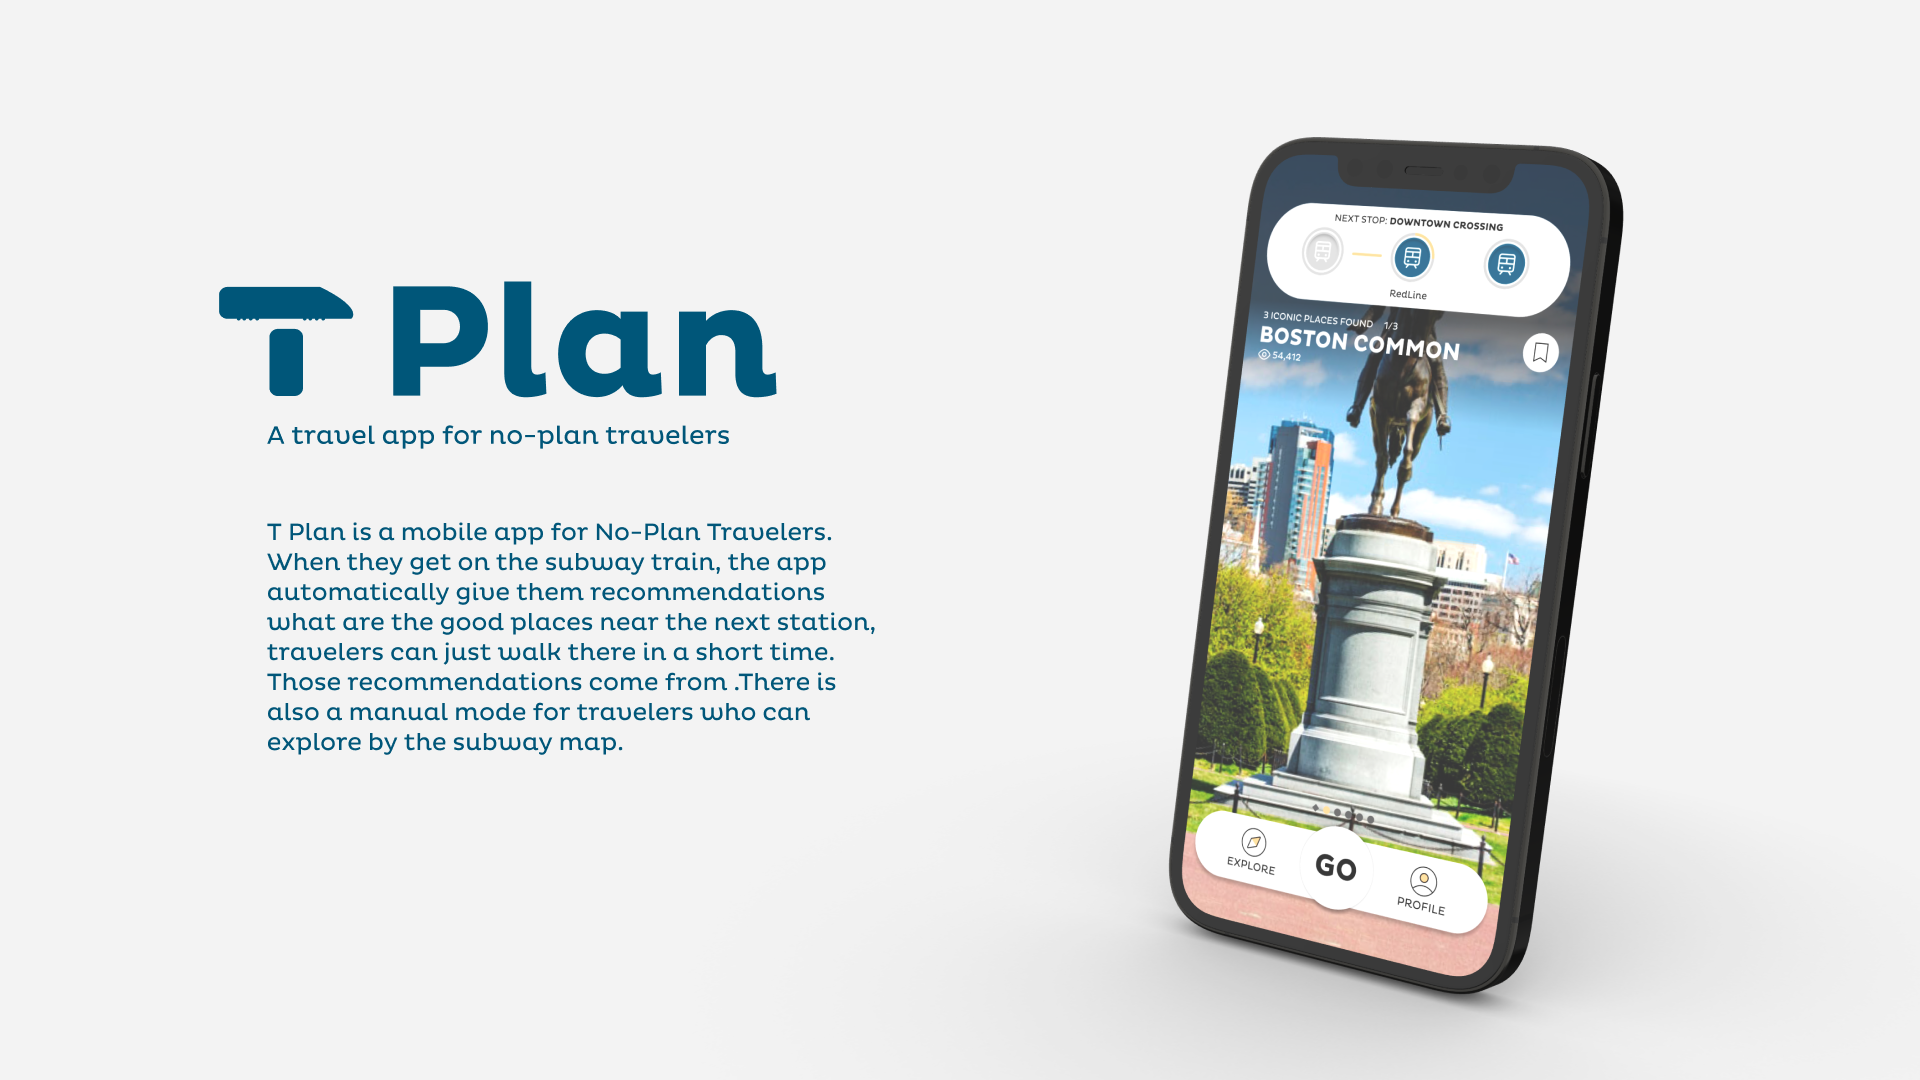 T Plan
A travel app for no-plan travelers
T Plan is a mobile app for No-Plan Travelers.
When they get on the subway train, the app
automatically give them recommendations
what are the good places near the next station,
travelers can just walk there in a short time.
Those recommendations come from .There is
also a manual mode for travelers who can
explore by the subway map.
NEXT STOP: DOWNTOWN CROSSING
RedLine
3 ICONIC PLACES FOUND 1/3
BOSTON COMMON
54,412
EXPLORE
GO
PROFILE